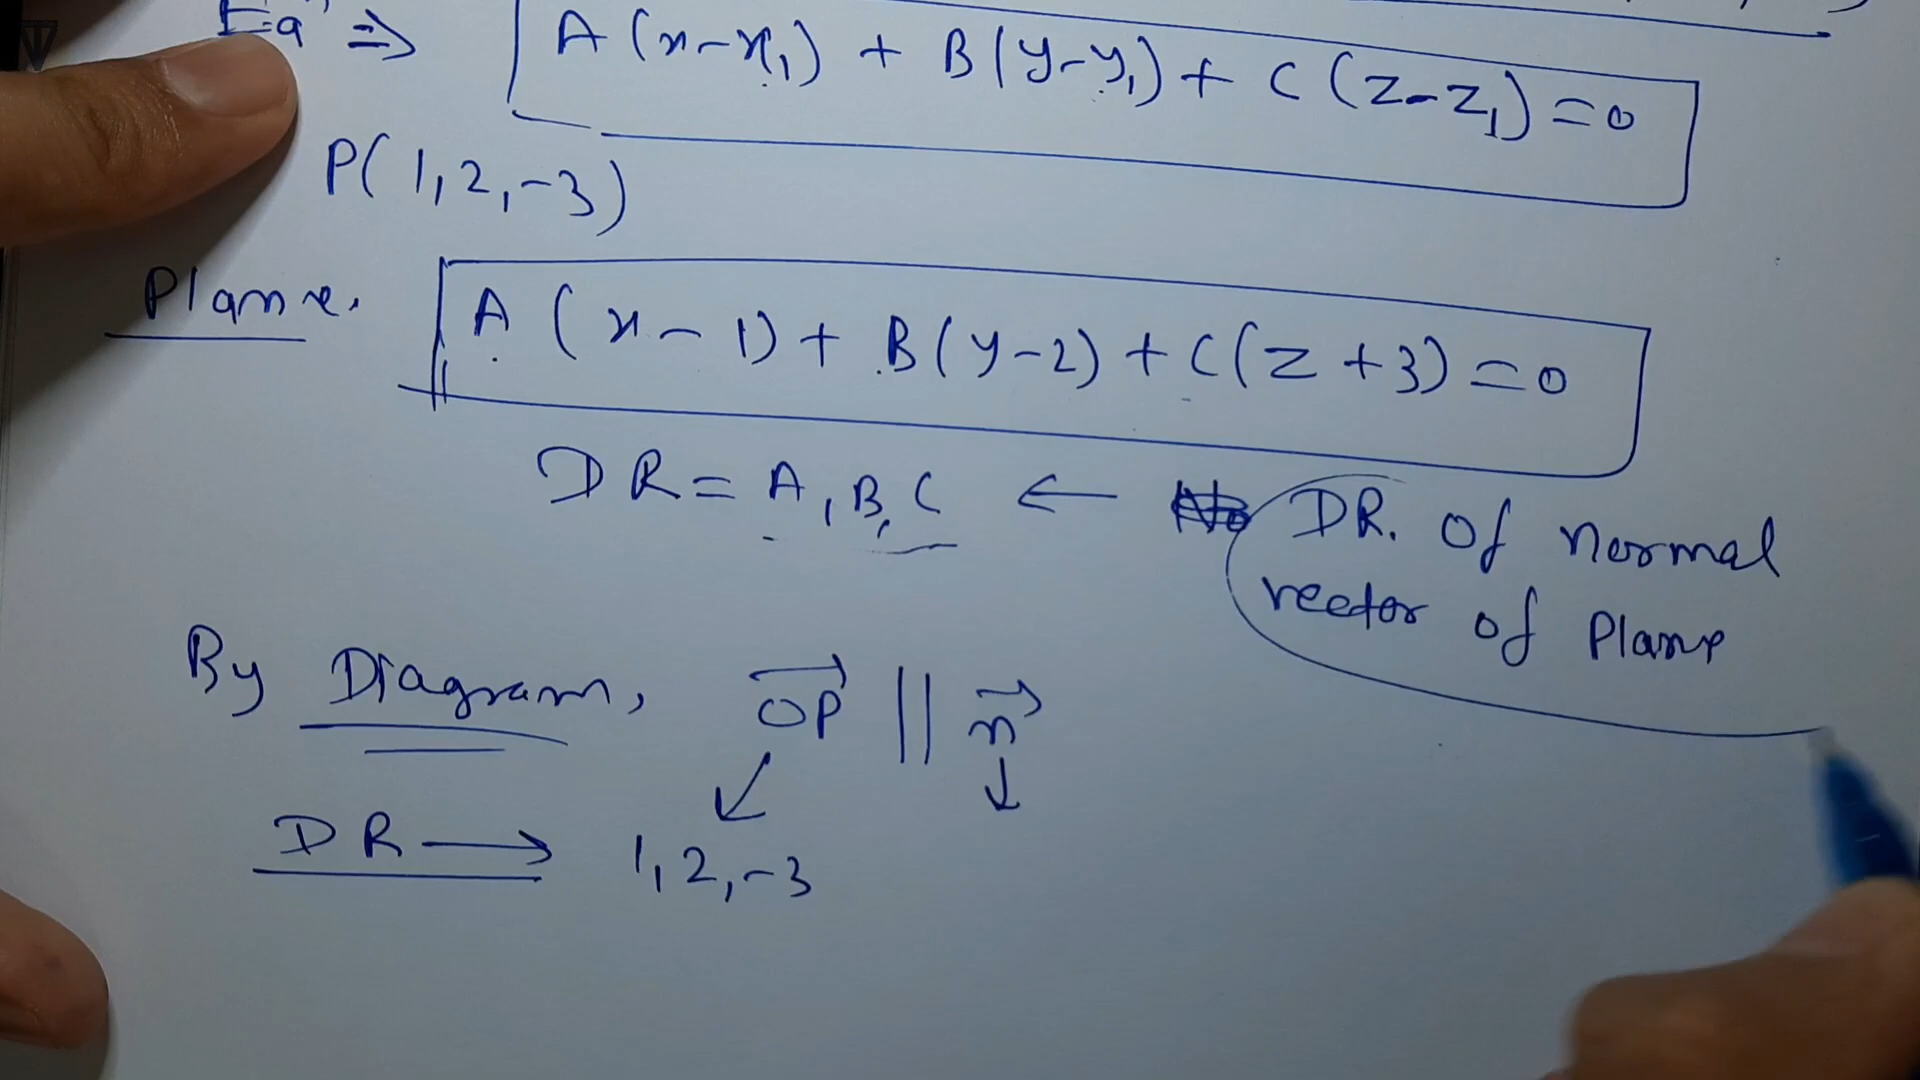 Eqn ⇒ A(x-x₁) + B(y-y₁) + C(z-z₁) = 0
P(1,2,-3)
Plane. A(x-1) + B(y-2) + C(z+3) = 0
DR = A, B, C ← DR. of normal
vector of Plane
By Diagram, OP⃗ || n⃗
DR → 1, 2, -3